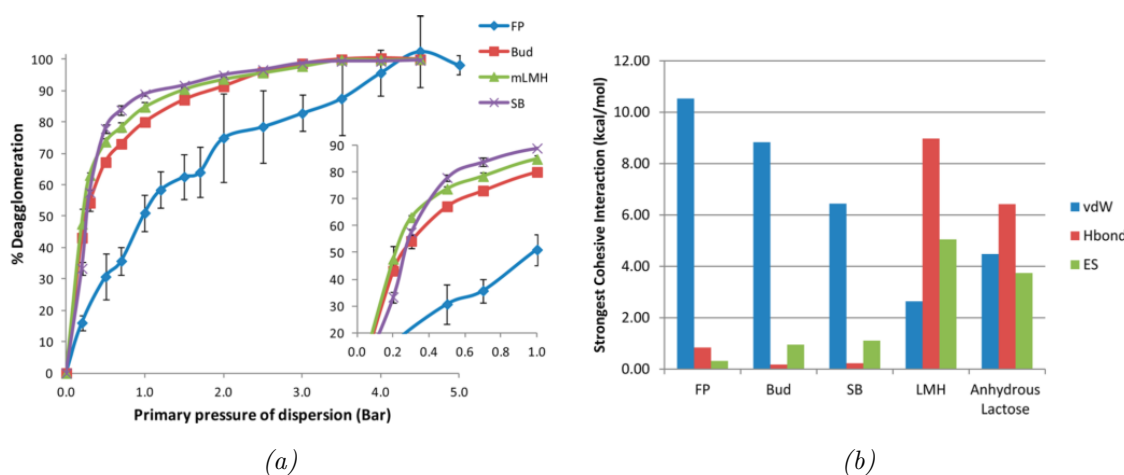 FP
Bud
mLMH
SB
% Deagglomeration
100
90
80
70
60
50
40
30
20
10
0
0.0 1.0 2.0 3.0 4.0 5.0
Primary pressure of dispersion (Bar)
90
80
70
60
50
40
30
20
0.0 0.2 0.4 0.6 0.8 1.0
(a)
Strongest Cohesive Interaction (kcal/mol)
12.00
10.00
8.00
6.00
4.00
2.00
0.00
FP Bud SB LMH Anhydrous
Lactose
vdW
Hbond
ES
(b)